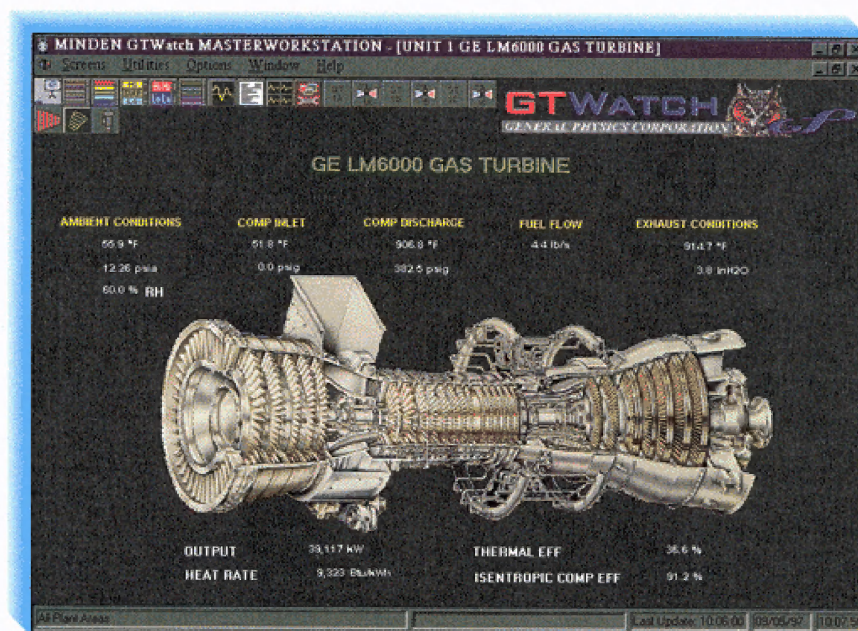 MINDEN GTWatch MASTERWORKSTATION - [UNIT 1 GE LM6000 GAS TURBINE]
Screens Utilities Options Window Help
GTWATCH
GENERAL PHYSICS CORPORATION
GE LM6000 GAS TURBINE
AMBIENT CONDITIONS COMP INLET COMP DISCHARGE FUEL FLOW EXHAUST CONDITIONS
°F 51.8 °F 906.8 °F 4.4 lb/s 914.7 °F
12.26 psia 0.0 psig 382.5 psig 3.8 InH2O
60.0 % RH
OUTPUT 39,117 kW THERMAL EFF 36.6 %
HEAT RATE 9,323 Btu/kWh ISENTROPIC COMP EFF 91.2 %
All Plant Areas Last Update: 10:06:00 09/05/97